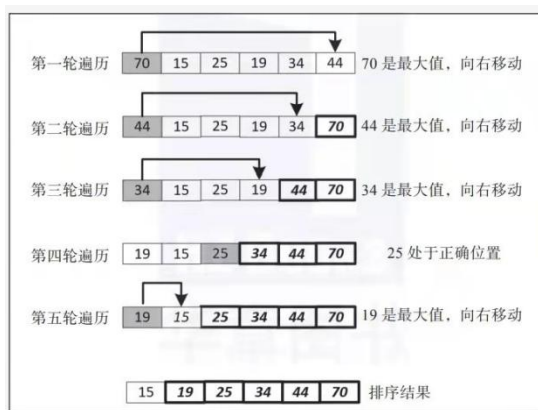 第一轮遍历 70 15 25 19 34 44 70 是最大值，向右移动
第二轮遍历 44 15 25 19 34 70 44 是最大值，向右移动
第三轮遍历 34 15 25 19 44 70 34 是最大值，向右移动
第四轮遍历 19 15 25 34 44 70 25 处于正确位置
第五轮遍历 19 15 25 34 44 70 19 是最大值，向右移动
15 19 25 34 44 70 排序结果